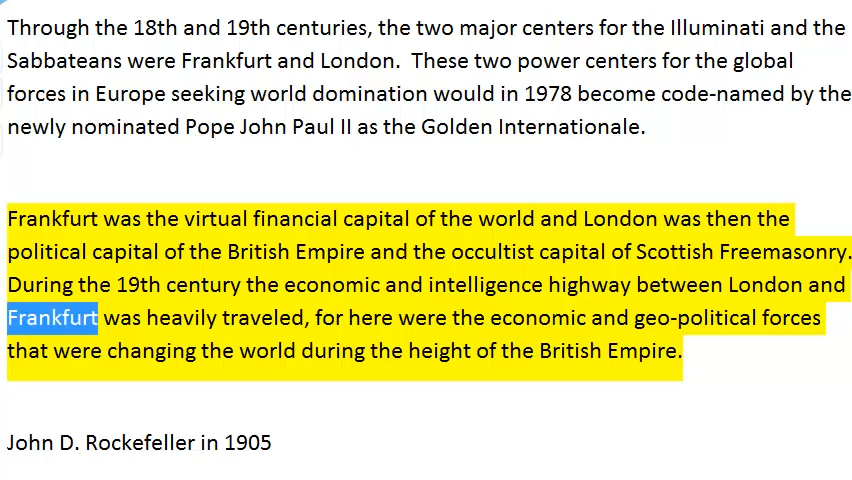 Through the 18th and 19th centuries, the two major centers for the Illuminati and the
Sabbateans were Frankfurt and London.  These two power centers for the global
forces in Europe seeking world domination would in 1978 become code-named by the
newly nominated Pope John Paul II as the Golden Internationale.
Frankfurt was the virtual financial capital of the world and London was then the
political capital of the British Empire and the occultist capital of Scottish Freemasonry.
During the 19th century the economic and intelligence highway between London and
Frankfurt was heavily traveled, for here were the economic and geo-political forces
that were changing the world during the height of the British Empire.
John D. Rockefeller in 1905